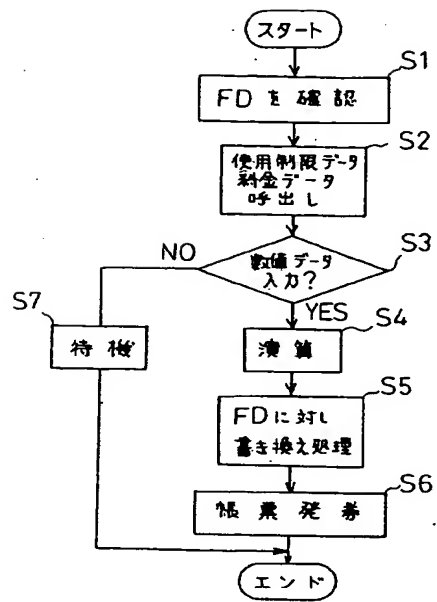 スタート
S1
FDを確認
S2
使用制限データ
料金データ
呼出し
S3
数値データ
入力?
NO
YES
S7
待機
S4
演算
S5
FDに対し
書き換え処理
S6
帳票発券
エンド